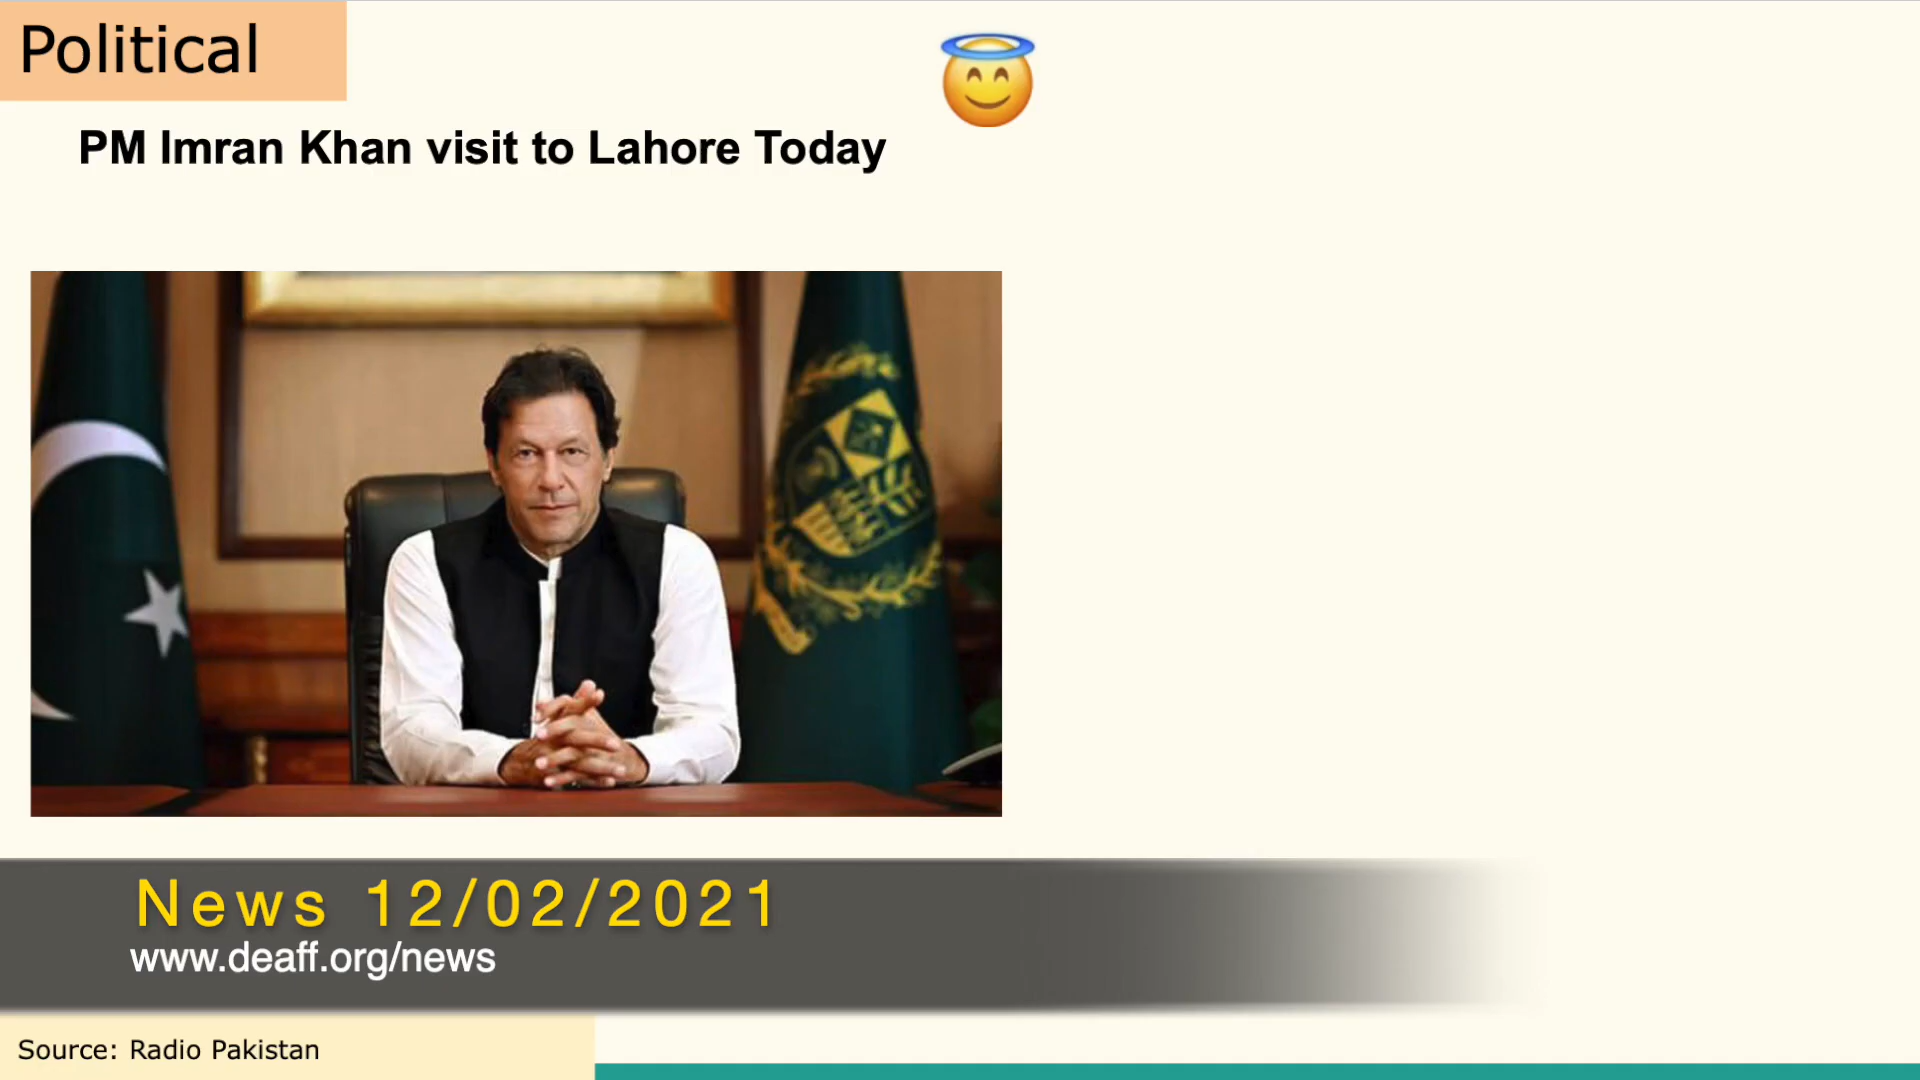 Political
PM Imran Khan visit to Lahore Today
News 12/02/2021
www.deaff.org/news
Source: Radio Pakistan